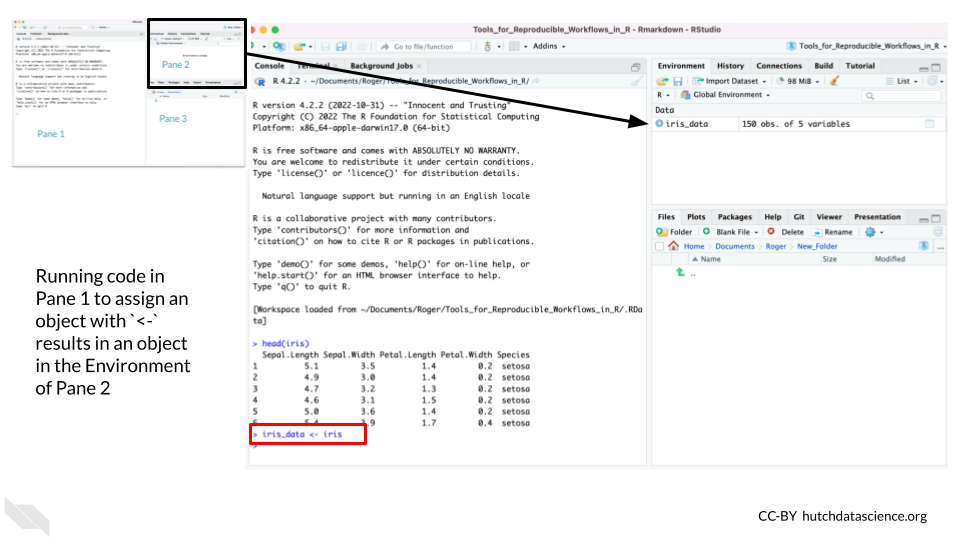 Pane 1
Pane 2
Pane 3
Running code in
Pane 1 to assign an
object with `<-`
results in an object
in the Environment
of Pane 2
Tools_for_Reproducible_Workflows_in_R - Rmarkdown - RStudio
Go to file/function
Addins
Tools_for_Reproducible_Workflows_in_R
Console Terminal Background Jobs
R 4.2.2 · ~/Documents/Roger/Tools_for_Reproducible_Workflows_in_R/
R version 4.2.2 (2022-10-31) -- "Innocent and Trusting"
Copyright (C) 2022 The R Foundation for Statistical Computing
Platform: x86_64-apple-darwin17.0 (64-bit)
R is free software and comes with ABSOLUTELY NO WARRANTY.
You are welcome to redistribute it under certain conditions.
Type 'license()' or 'licence()' for distribution details.
Natural language support but running in an English locale
R is a collaborative project with many contributors.
Type 'contributors()' for more information and
'citation()' on how to cite R or R packages in publications.
Type 'demo()' for some demos, 'help()' for on-line help, or
'help.start()' for an HTML browser interface to help.
Type 'q()' to quit R.
[Workspace loaded from ~/Documents/Roger/Tools_for_Reproducible_Workflows_in_R/.RDa
ta]
> head(iris)
Sepal.Length Sepal.Width Petal.Length Petal.Width Species
1 5.1 3.5 1.4 0.2 setosa
2 4.9 3.0 1.4 0.2 setosa
3 4.7 3.2 1.3 0.2 setosa
4 4.6 3.1 1.5 0.2 setosa
5 5.0 3.6 1.4 0.2 setosa
6 5.4 3.9 1.7 0.4 setosa
> iris_data <- iris
>
Environment History Connections Build Tutorial
Import Dataset 98 MiB List
R Global Environment
Data
iris_data 150 obs. of 5 variables
Files Plots Packages Help Git Viewer Presentation
Folder Blank File Delete Rename
Home Documents Roger New_Folder
Name Size Modified
..
CC-BY hutchdatascience.org